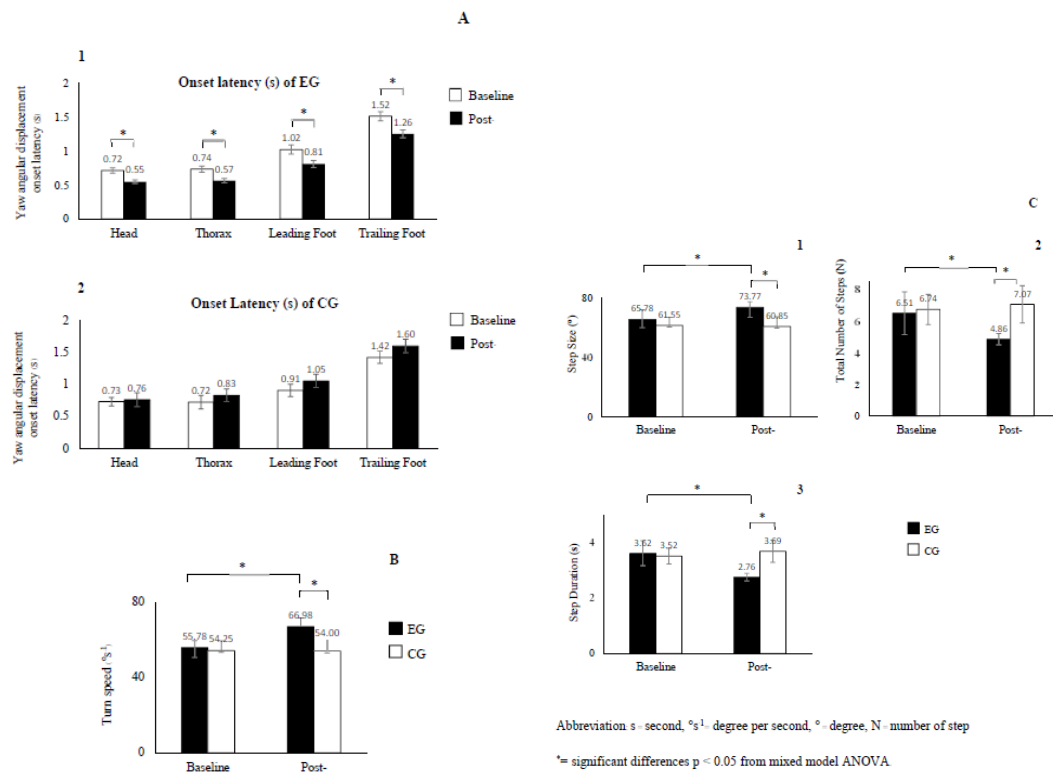 A
1
Onset latency (s) of EG
Yaw angular displacement
onset latency (s)
2
1.5
1
0.5
0
0.72
0.55
*
0.74
0.57
*
1.02
0.81
*
1.52
1.26
*
Head
Thorax
Leading Foot
Trailing Foot
Baseline
Post-
2
Onset Latency (s) of CG
Yaw angular displacement
onset latency (s)
2
1.5
1
0.5
0
0.73
0.76
0.72
0.83
0.91
1.05
1.42
1.60
Head
Thorax
Leading Foot
Trailing Foot
Baseline
Post-
B
Turn speed (°s-1)
80
40
0
*
*
55.78
54.25
66.98
54.00
Baseline
Post-
EG
CG
C
1
Step Size (°)
80
40
0
*
*
65.78
61.55
73.77
60.85
Baseline
Post-
2
Total Number of Steps (N)
8
6
4
2
0
*
*
6.51
6.74
4.86
7.07
Baseline
Post-
3
Step Duration (s)
4
2
0
*
*
3.62
3.52
2.76
3.69
Baseline
Post-
EG
CG
Abbreviation: s = second, °s¹= degree per second, ° = degree, N = number of step
*= significant differences p < 0.05 from mixed model ANOVA.